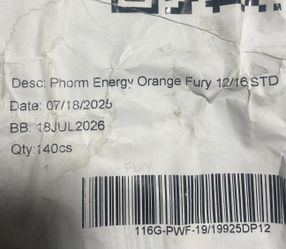 Desc: Phorm Energy Orange Fury 12/16 STD
Date: 07/18/2025
BB: 18JUL2026
Qty:140cs
Fury
116G-PWF-19/19925DP12